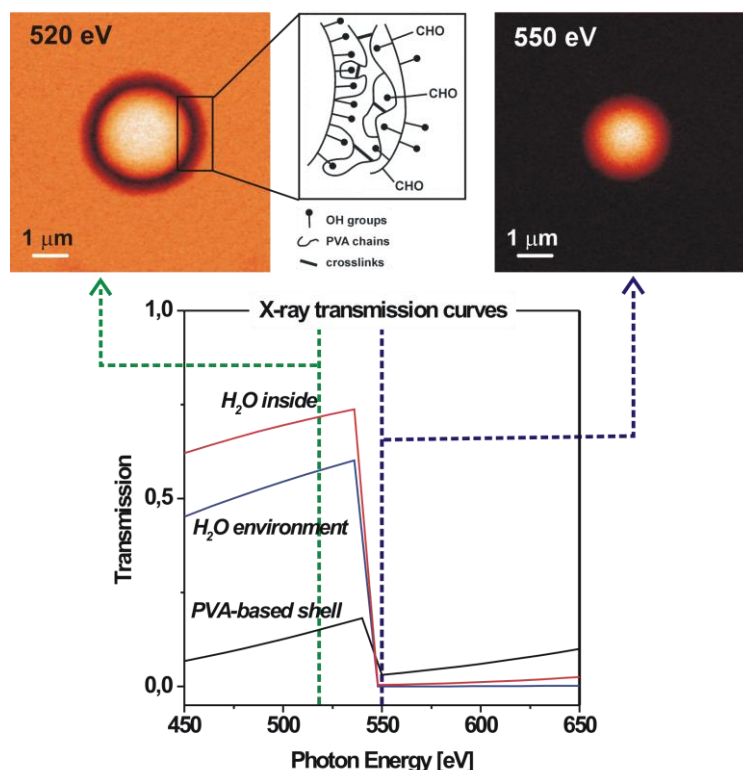 520 eV
1 μm
CHO
CHO
CHO
OH groups
PVA chains
crosslinks
550 eV
1 μm
X-ray transmission curves
1,0
0,5
0,0
Transmission
H₂O inside
H₂O environment
PVA-based shell
450
500
550
600
650
Photon Energy [eV]